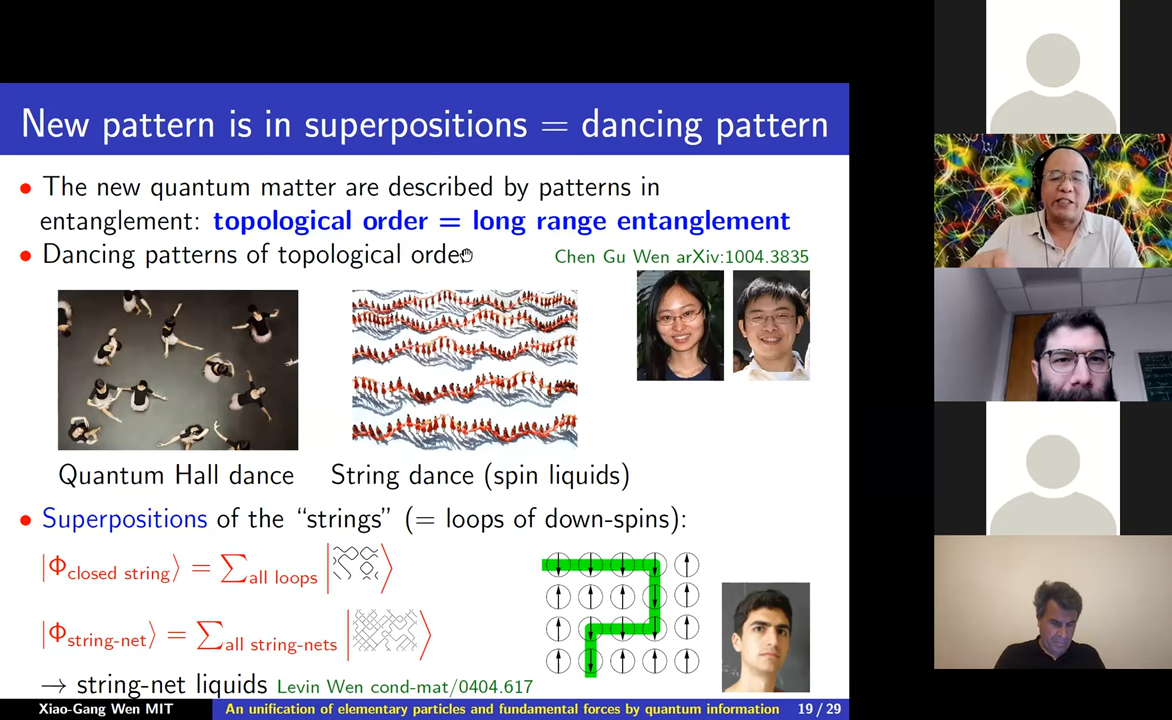 New pattern is in superpositions = dancing pattern
• The new quantum matter are described by patterns in
entanglement: topological order = long range entanglement
• Dancing patterns of topological order
Chen Gu Wen arXiv:1004.3835
Quantum Hall dance
String dance (spin liquids)
• Superpositions of the “strings” (= loops of down-spins):
|Φclosed string⟩ = ∑all loops | ⟩
|Φstring-net⟩ = ∑all string-nets | ⟩
→ string-net liquids Levin Wen cond-mat/0404.617
Xiao-Gang Wen MIT
An unification of elementary particles and fundamental forces by quantum information
19 / 29